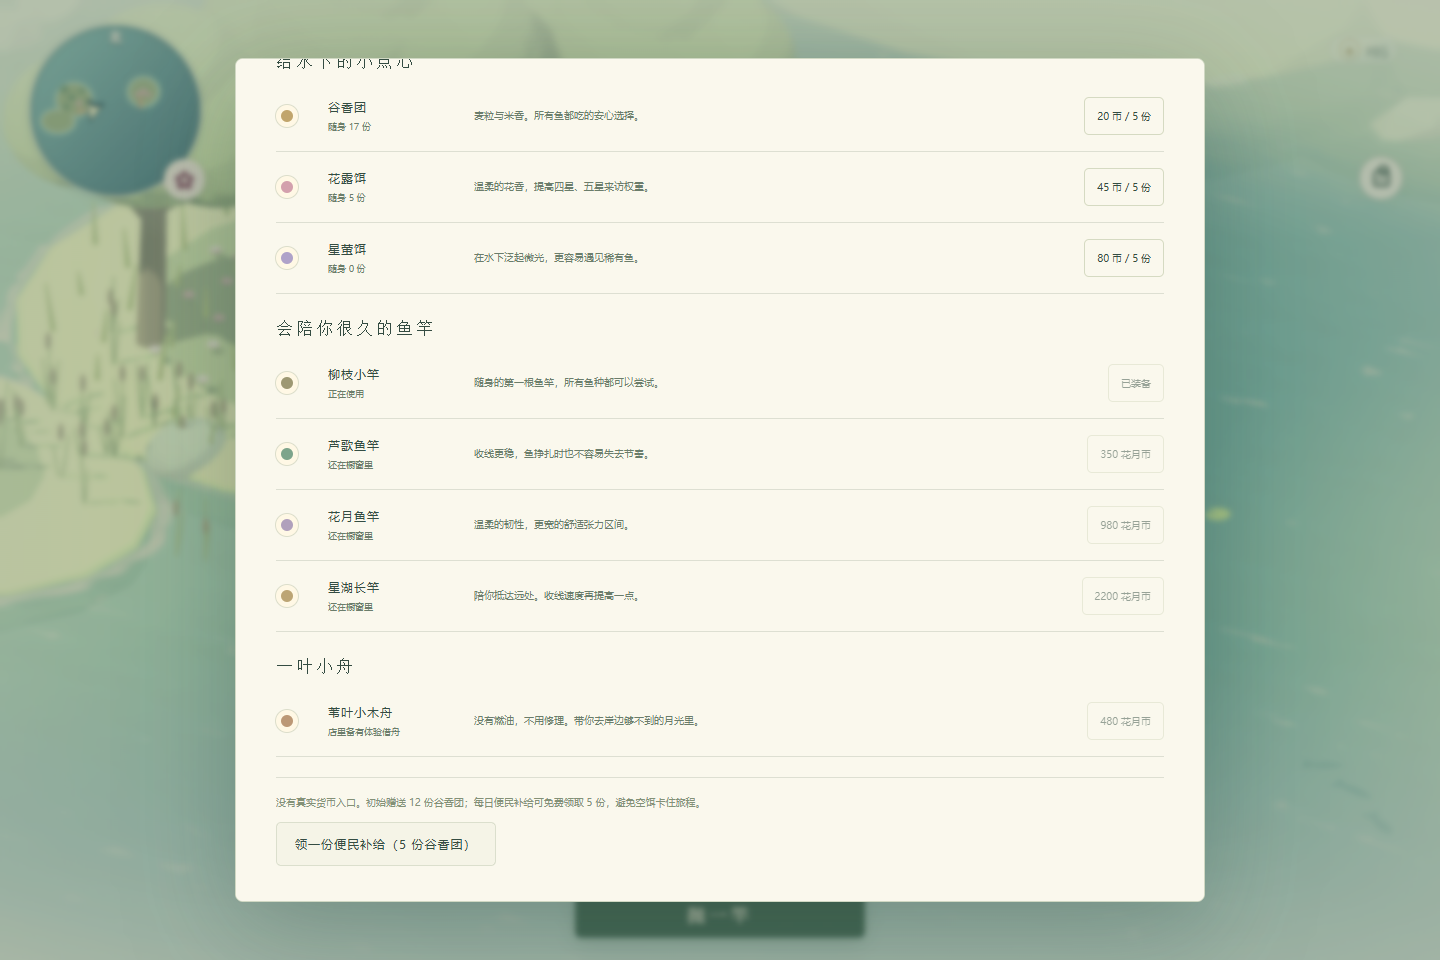 给水下的小点心
谷香团
随身 17 份
麦粒与米香。所有鱼都吃的安心选择。
20 币 / 5 份
花露饵
随身 5 份
温柔的花香，提高四星、五星来访权重。
45 币 / 5 份
星萤饵
随身 0 份
在水下泛起微光，更容易遇见稀有鱼。
80 币 / 5 份
会陪你很久的鱼竿
柳枝小竿
正在使用
随身的第一根鱼竿，所有鱼种都可以尝试。
已装备
芦歌鱼竿
还在橱窗里
收线更稳，鱼挣扎时也不容易失去节奏。
350 花月币
花月鱼竿
还在橱窗里
温柔的韧性，更宽的舒适张力区间。
980 花月币
星湖长竿
还在橱窗里
陪你抵达远处。收线速度再提高一点。
2200 花月币
一叶小舟
苇叶小木舟
店里备有体验借舟
没有燃油，不用修理。带你去岸边够不到的月光里。
480 花月币
没有真实货币入口。初始赠送 12 份谷香团；每日便民补给可免费领取 5 份，避免空饵卡住旅程。
领一份便民补给（5 份谷香团）